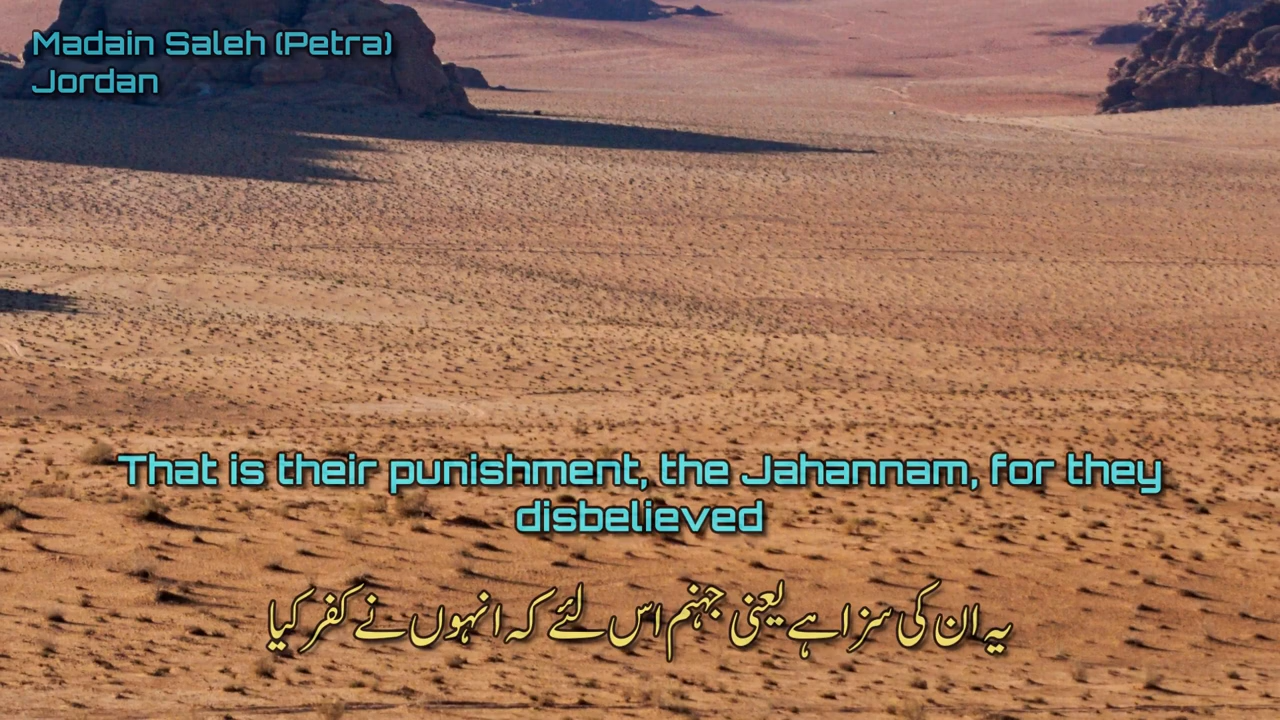 Madain Saleh (Petra)
Jordan
That is their punishment, the Jahannam, for they
disbelieved
یہ ان کی سزا ہے یعنی جہنم اس لئے کہ انہوں نے کفر کیا